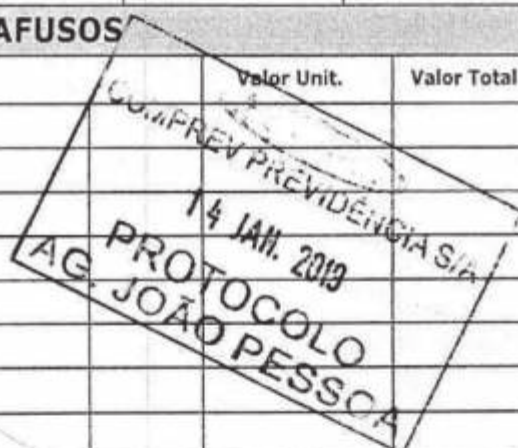 AFUSOS
Valor Unit. Valor Total
COMPREV PREVIDÊNCIA S/A
14 JAN. 2019
PROTOCOLO
AG. JOÃO PESSOA